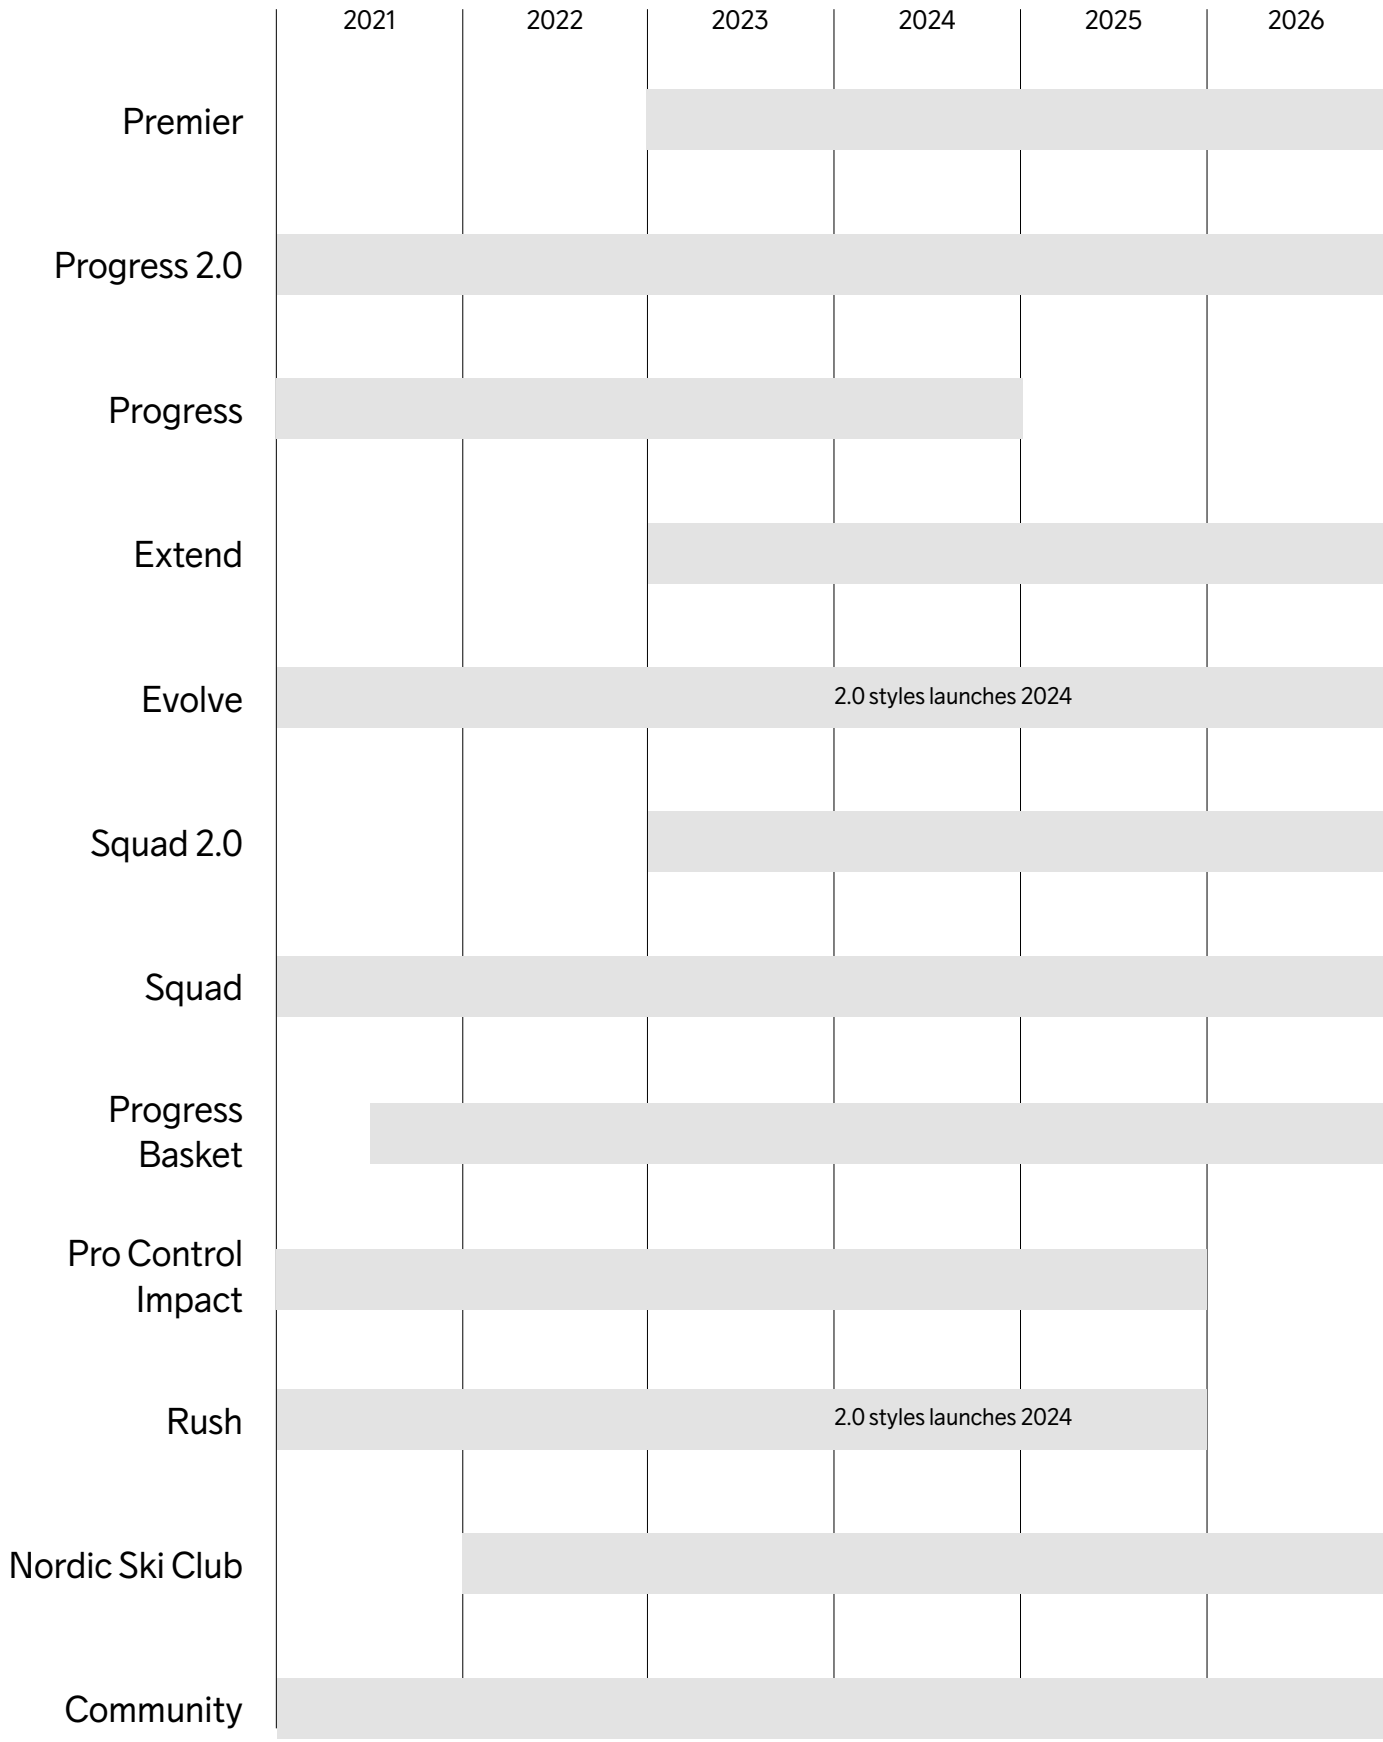 2021 2022 2023 2024 2025 2026
Premier
Progress 2.0
Progress
Extend
Evolve 2.0 styles launches 2024
Squad 2.0
Squad
Progress
Basket
Pro Control
Impact
Rush 2.0 styles launches 2024
Nordic Ski Club
Community